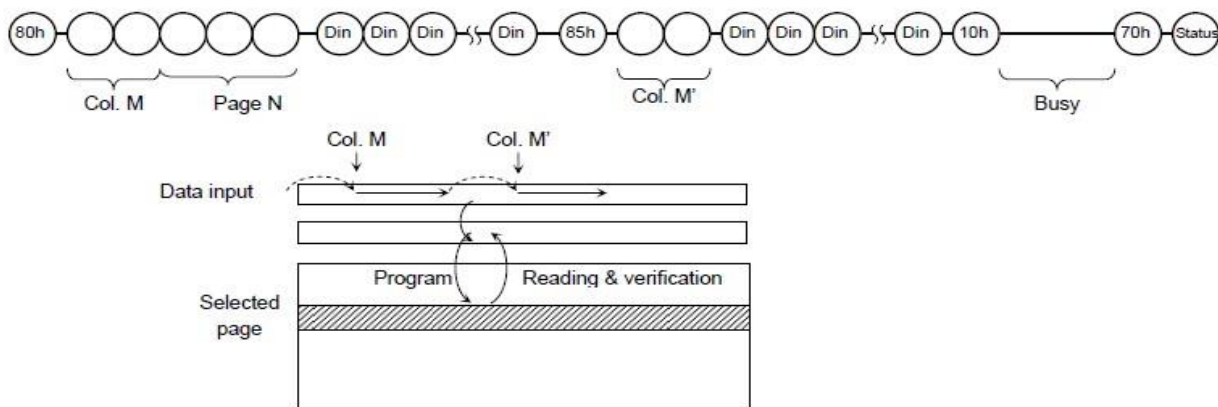 80h Din Din Din Din 85h Din Din Din Din 10h 70h Status
Col. M Page N Col. M' Busy
Col. M Col. M'
Data input
Program Reading & verification
Selected
page